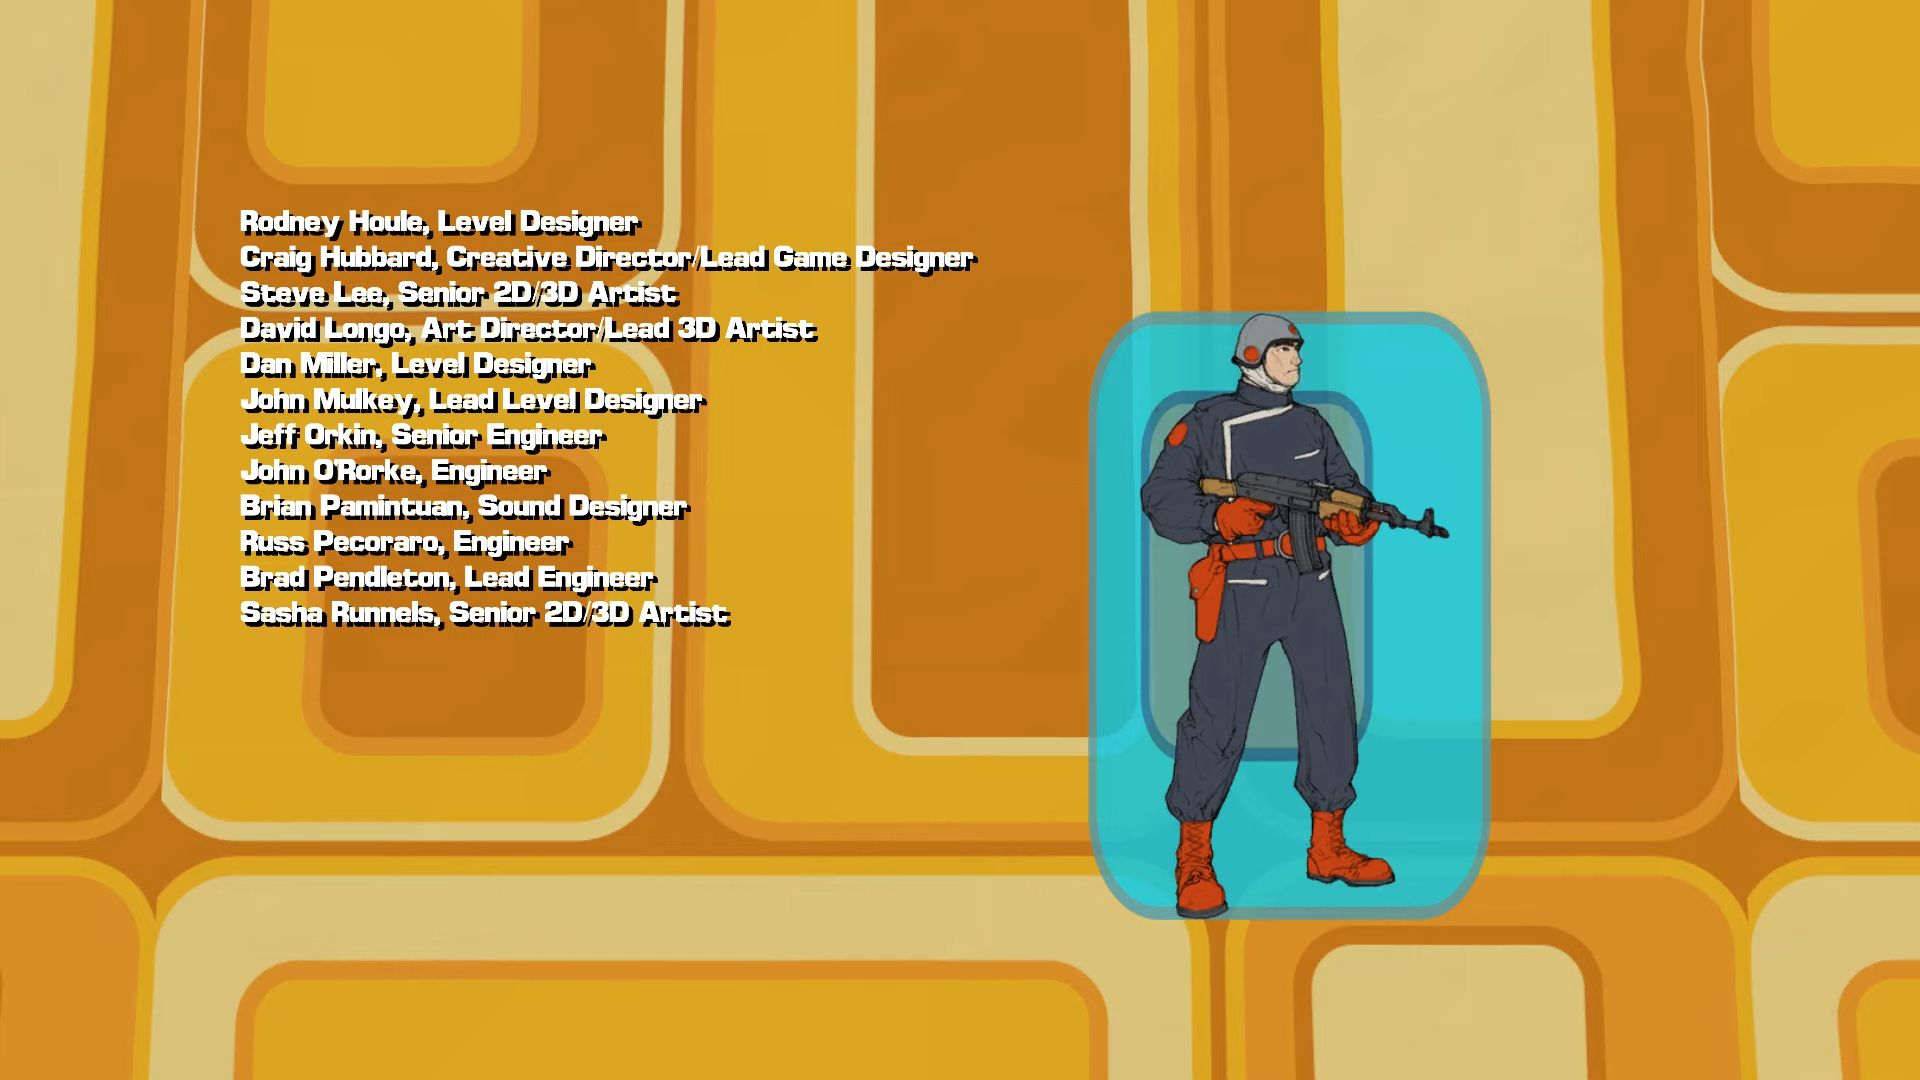 Rodney Houle, Level Designer
Craig Hubbard, Creative Director/Lead Game Designer
Steve Lee, Senior 2D/3D Artist
David Longo, Art Director/Lead 3D Artist
Dan Miller, Level Designer
John Mulkey, Lead Level Designer
Jeff Orkin, Senior Engineer
John O'Rorke, Engineer
Brian Pamintuan, Sound Designer
Russ Pecoraro, Engineer
Brad Pendleton, Lead Engineer
Sasha Runnels, Senior 2D/3D Artist